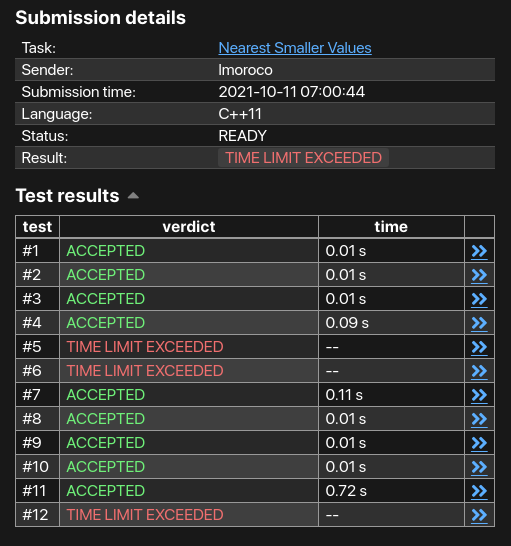 Submission details
Task: Nearest Smaller Values
Sender: lmoroco
Submission time: 2021-10-11 07:00:44
Language: C++11
Status: READY
Result: TIME LIMIT EXCEEDED
Test results
test verdict time
#1 ACCEPTED 0.01 s
#2 ACCEPTED 0.01 s
#3 ACCEPTED 0.01 s
#4 ACCEPTED 0.09 s
#5 TIME LIMIT EXCEEDED --
#6 TIME LIMIT EXCEEDED --
#7 ACCEPTED 0.11 s
#8 ACCEPTED 0.01 s
#9 ACCEPTED 0.01 s
#10 ACCEPTED 0.01 s
#11 ACCEPTED 0.72 s
#12 TIME LIMIT EXCEEDED --